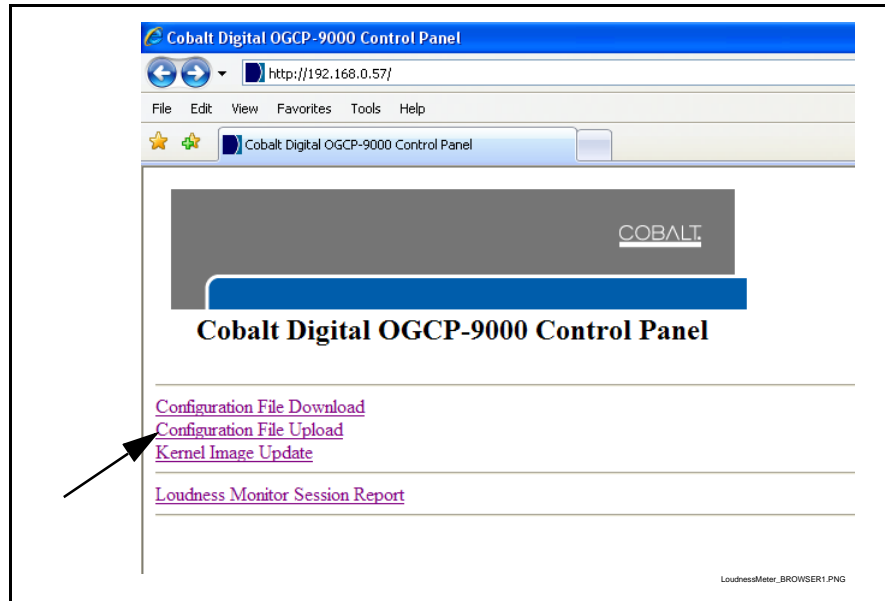 Cobalt Digital OGCP-9000 Control Panel
http://192.168.0.57/
File Edit View Favorites Tools Help
Cobalt Digital OGCP-9000 Control Panel
COBALT.
Cobalt Digital OGCP-9000 Control Panel
Configuration File Download
Configuration File Upload
Kernel Image Update
Loudness Monitor Session Report
LoudnessMeter_BROWSER1.PNG